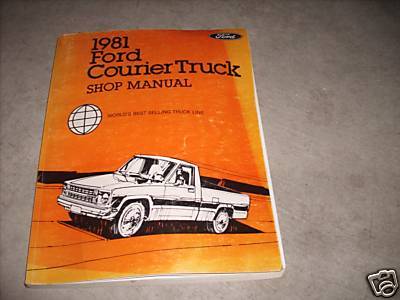 Ford
1981
Ford
Courier Truck
SHOP MANUAL
WORLD'S BEST SELLING TRUCK LINE